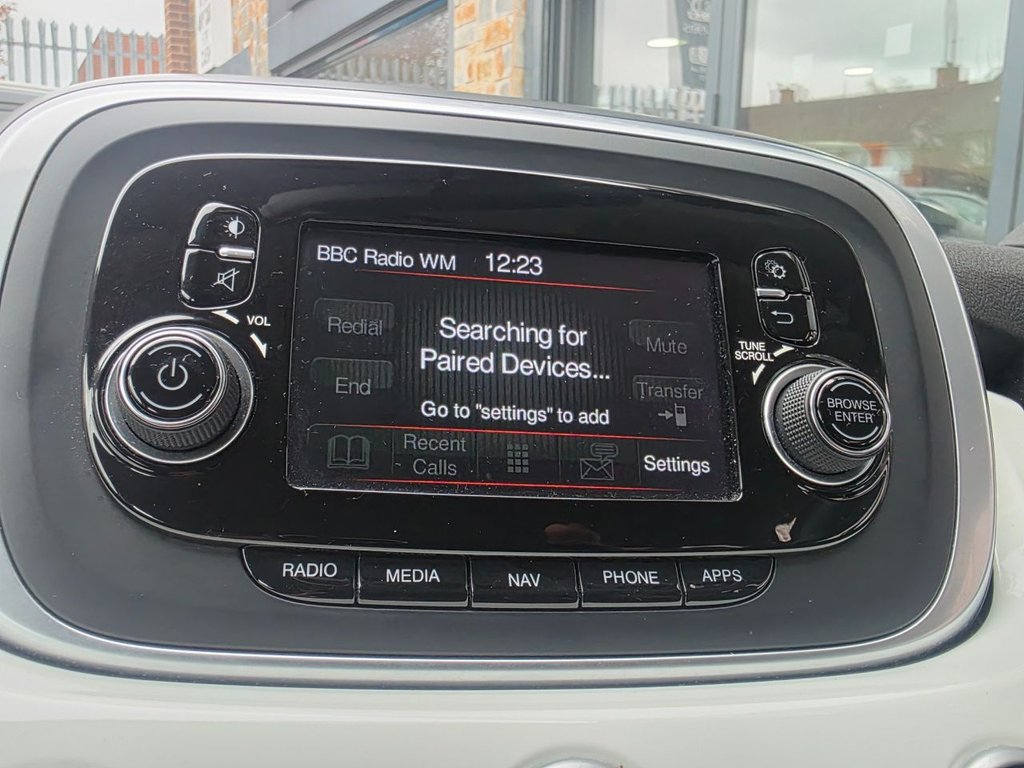 BBC Radio WM 12:23
VOL
TUNE
SCROLL
Redial
Searching for
Paired Devices...
Mute
End
Transfer
Go to "settings" to add
Recent
Calls
Settings
BROWSE
ENTER
RADIO
MEDIA
NAV
PHONE
APPS